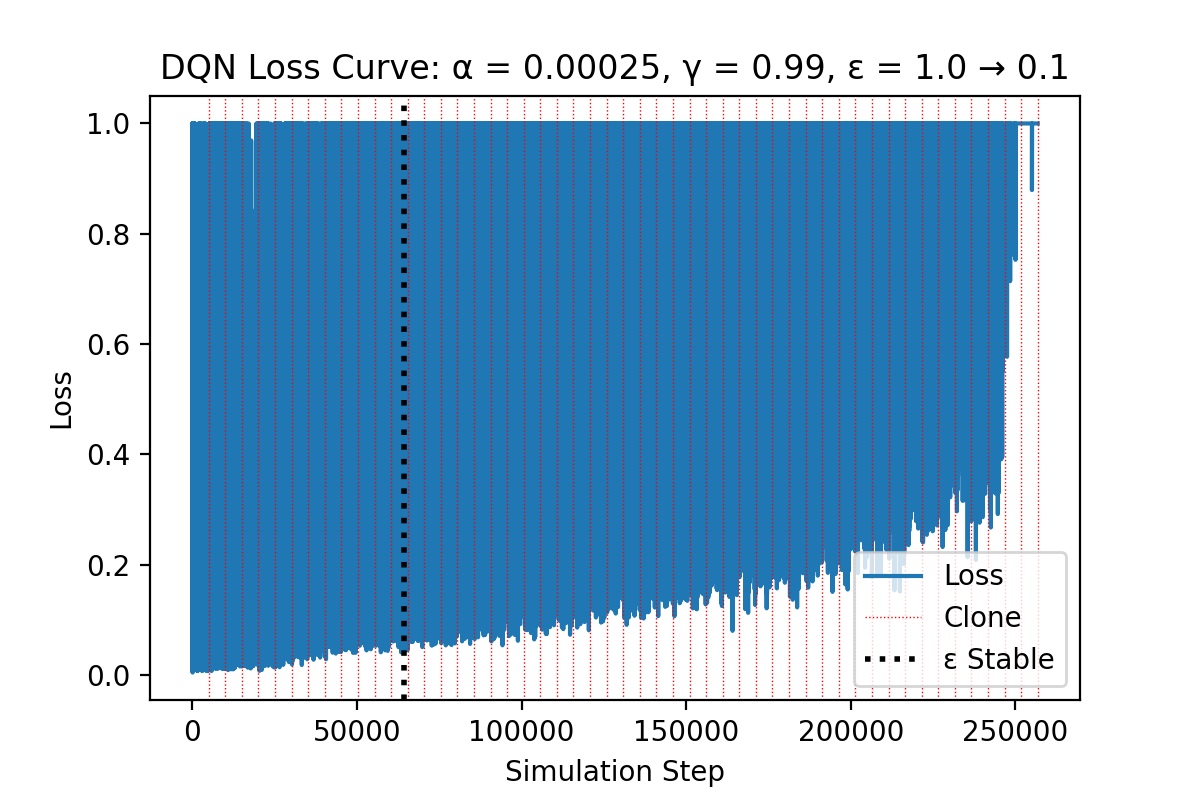 DQN Loss Curve: α = 0.00025, γ = 0.99, ε = 1.0 → 0.1
1.0
0.8
0.6
0.4
0.2
0.0
Loss
0 50000 100000 150000 200000 250000
Simulation Step
Loss
Clone
ε Stable